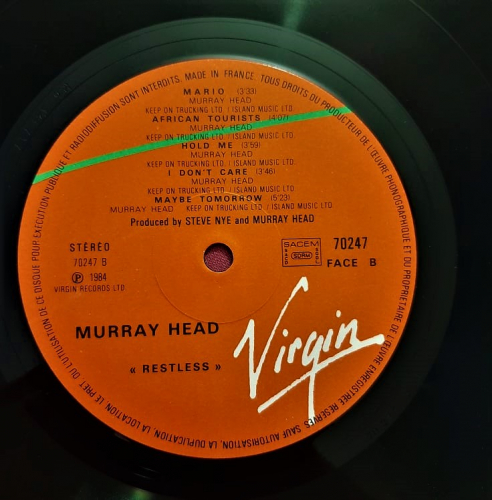 MADE IN FRANCE. TOUS DROITS DU PRODUCTEUR DE L'ŒUVRE PHONOGRAPHIQUE ET DU PROPRIETAIRE DE L'ŒUVRE ENREGISTREE RESERVES SAUF AUTORISATION, LA DUPLICATION, LA LOCATION, LE PRET OU L'UTILISATION DE CE DISQUE POUR EXECUTION PUBLIQUE ET RADIODIFFUSION SONT INTERDITS.
MARIO (3'33)
MURRAY HEAD
KEEP ON TRUCKING LTD. / ISLAND MUSIC LTD.
AFRICAN TOURISTS (4'07)
MURRAY HEAD
KEEP ON TRUCKING LTD. / ISLAND MUSIC LTD.
HOLD ME (3'59)
MURRAY HEAD
KEEP ON TRUCKING LTD. / ISLAND MUSIC LTD.
I DON'T CARE (3'46)
MURRAY HEAD
KEEP ON TRUCKING LTD. / ISLAND MUSIC LTD.
MAYBE TOMORROW (5'23)
MURRAY HEAD KEEP ON TRUCKING LTD. / ISLAND MUSIC LTD.
Produced by STEVE NYE and MURRAY HEAD
STÉREO
70247 B
Ⓟ 1984
VIRGIN RECORDS LTD
SACEM
SDRM
70247
FACE B
MURRAY HEAD
« RESTLESS »
Virgin